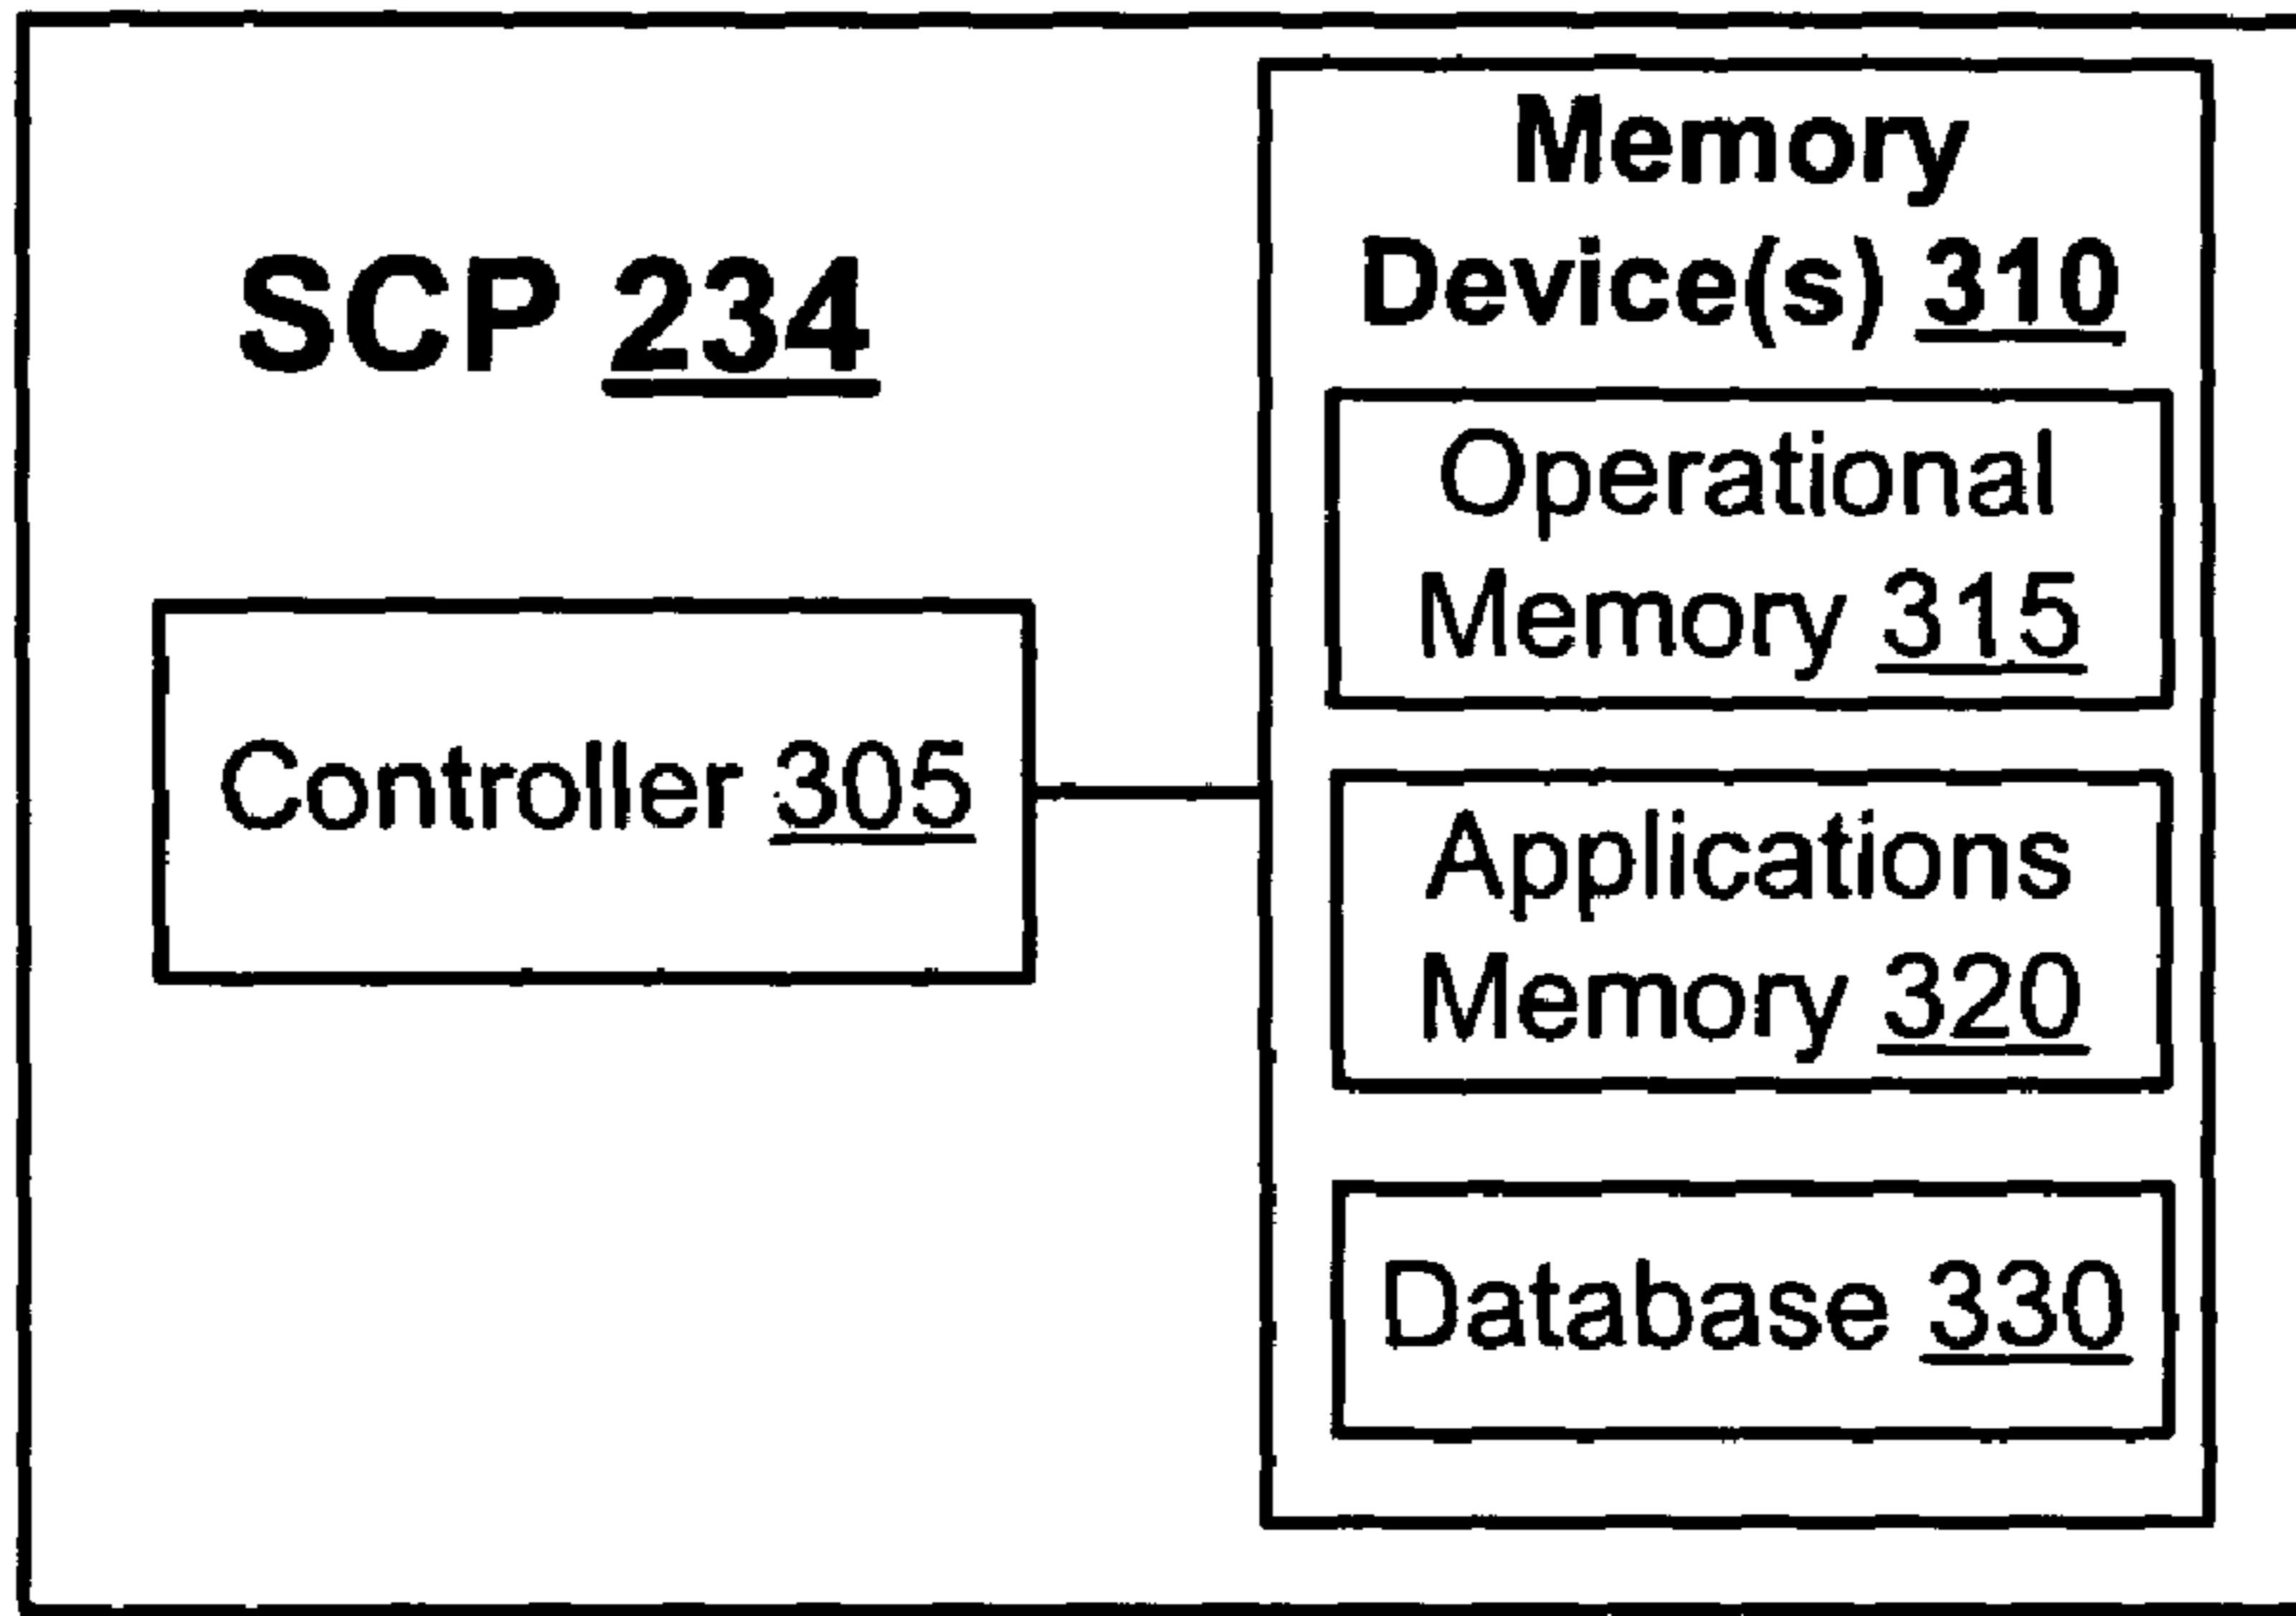 SCP 234
Memory
Device(s) 310
Operational
Memory 315
Controller 305
Applications
Memory 320
Database 330